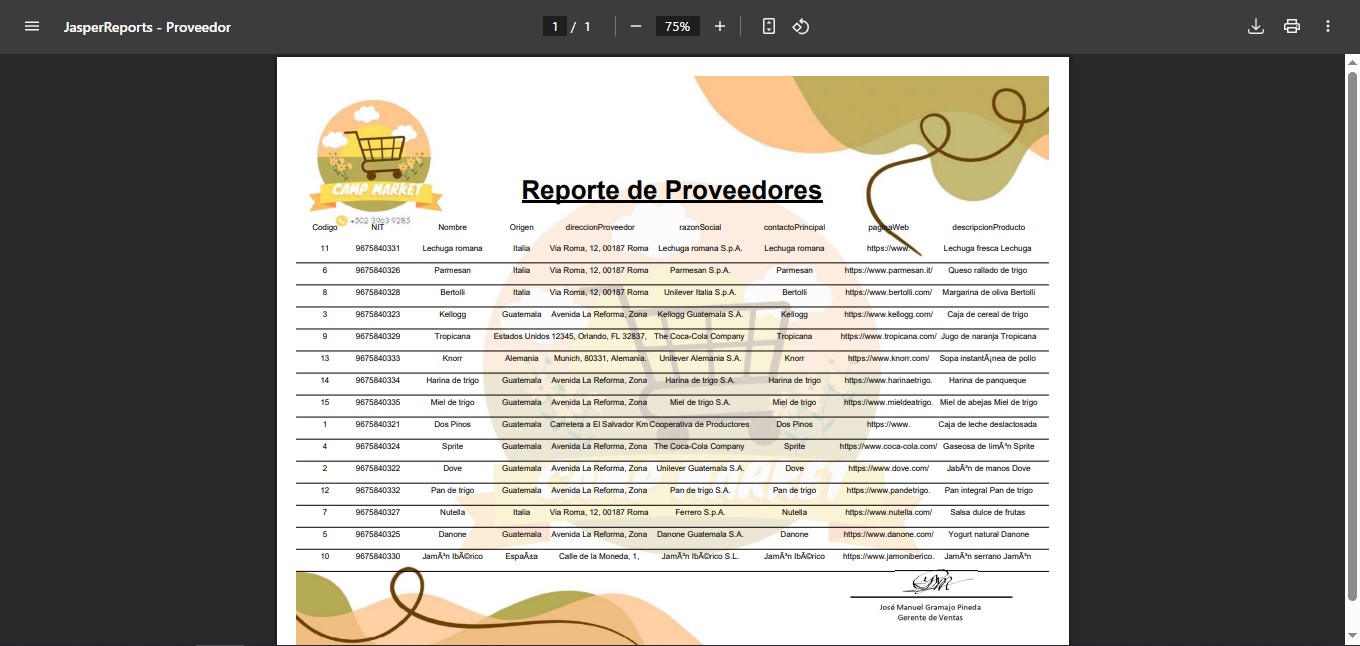 JasperReports - Proveedor 1 / 1 75%
CAMP MARKET
+502 3963 9285
Reporte de Proveedores
Codigo NIT Nombre Origen direccionProveedor razonSocial contactoPrincipal paginaWeb descripcionProducto
11 9675840331 Lechuga romana Italia Via Roma, 12, 00187 Roma Lechuga romana S.p.A. Lechuga romana https://www. Lechuga fresca Lechuga
6 9675840326 Parmesan Italia Via Roma, 12, 00187 Roma Parmesan S.p.A. Parmesan https://www.parmesan.it/ Queso rallado de trigo
8 9675840328 Bertolli Italia Via Roma, 12, 00187 Roma Unilever Italia S.p.A. Bertolli https://www.bertolli.com/ Margarina de oliva Bertolli
3 9675840323 Kellogg Guatemala Avenida La Reforma, Zona Kellogg Guatemala S.A. Kellogg https://www.kellogg.com/ Caja de cereal de trigo
9 9675840329 Tropicana Estados Unidos 12345, Orlando, FL 32837, The Coca-Cola Company Tropicana https://www.tropicana.com/ Jugo de naranja Tropicana
13 9675840333 Knorr Alemania Munich, 80331, Alemania. Unilever Alemania S.A. Knorr https://www.knorr.com/ Sopa instantÃ¡nea de pollo
14 9675840334 Harina de trigo Guatemala Avenida La Reforma, Zona Harina de trigo S.A. Harina de trigo https://www.harinaetrigo. Harina de panqueque
15 9675840335 Miel de trigo Guatemala Avenida La Reforma, Zona Miel de trigo S.A. Miel de trigo https://www.mieldeatrigo. Miel de abejas Miel de trigo
1 9675840321 Dos Pinos Guatemala Carretera a El Salvador Km Cooperativa de Productores Dos Pinos https://www. Caja de leche deslactosada
4 9675840324 Sprite Guatemala Avenida La Reforma, Zona The Coca-Cola Company Sprite https://www.coca-cola.com/ Gaseosa de limÃ³n Sprite
2 9675840322 Dove Guatemala Avenida La Reforma, Zona Unilever Guatemala S.A. Dove https://www.dove.com/ JabÃ³n de manos Dove
12 9675840332 Pan de trigo Guatemala Avenida La Reforma, Zona Pan de trigo S.A. Pan de trigo https://www.pandetrigo. Pan integral Pan de trigo
7 9675840327 Nutella Italia Via Roma, 12, 00187 Roma Ferrero S.p.A. Nutella https://www.nutella.com/ Salsa dulce de frutas
5 9675840325 Danone Guatemala Avenida La Reforma, Zona Danone Guatemala S.A. Danone https://www.danone.com/ Yogurt natural Danone
10 9675840330 JamÃ³n IbÃ©rico EspaÃ±a Calle de la Moneda, 1, JamÃ³n IbÃ©rico S.L. JamÃ³n IbÃ©rico https://www.jamoniberico. JamÃ³n serrano JamÃ³n
CAMP MARKET
José Manuel Gramajo Pineda
Gerente de Ventas